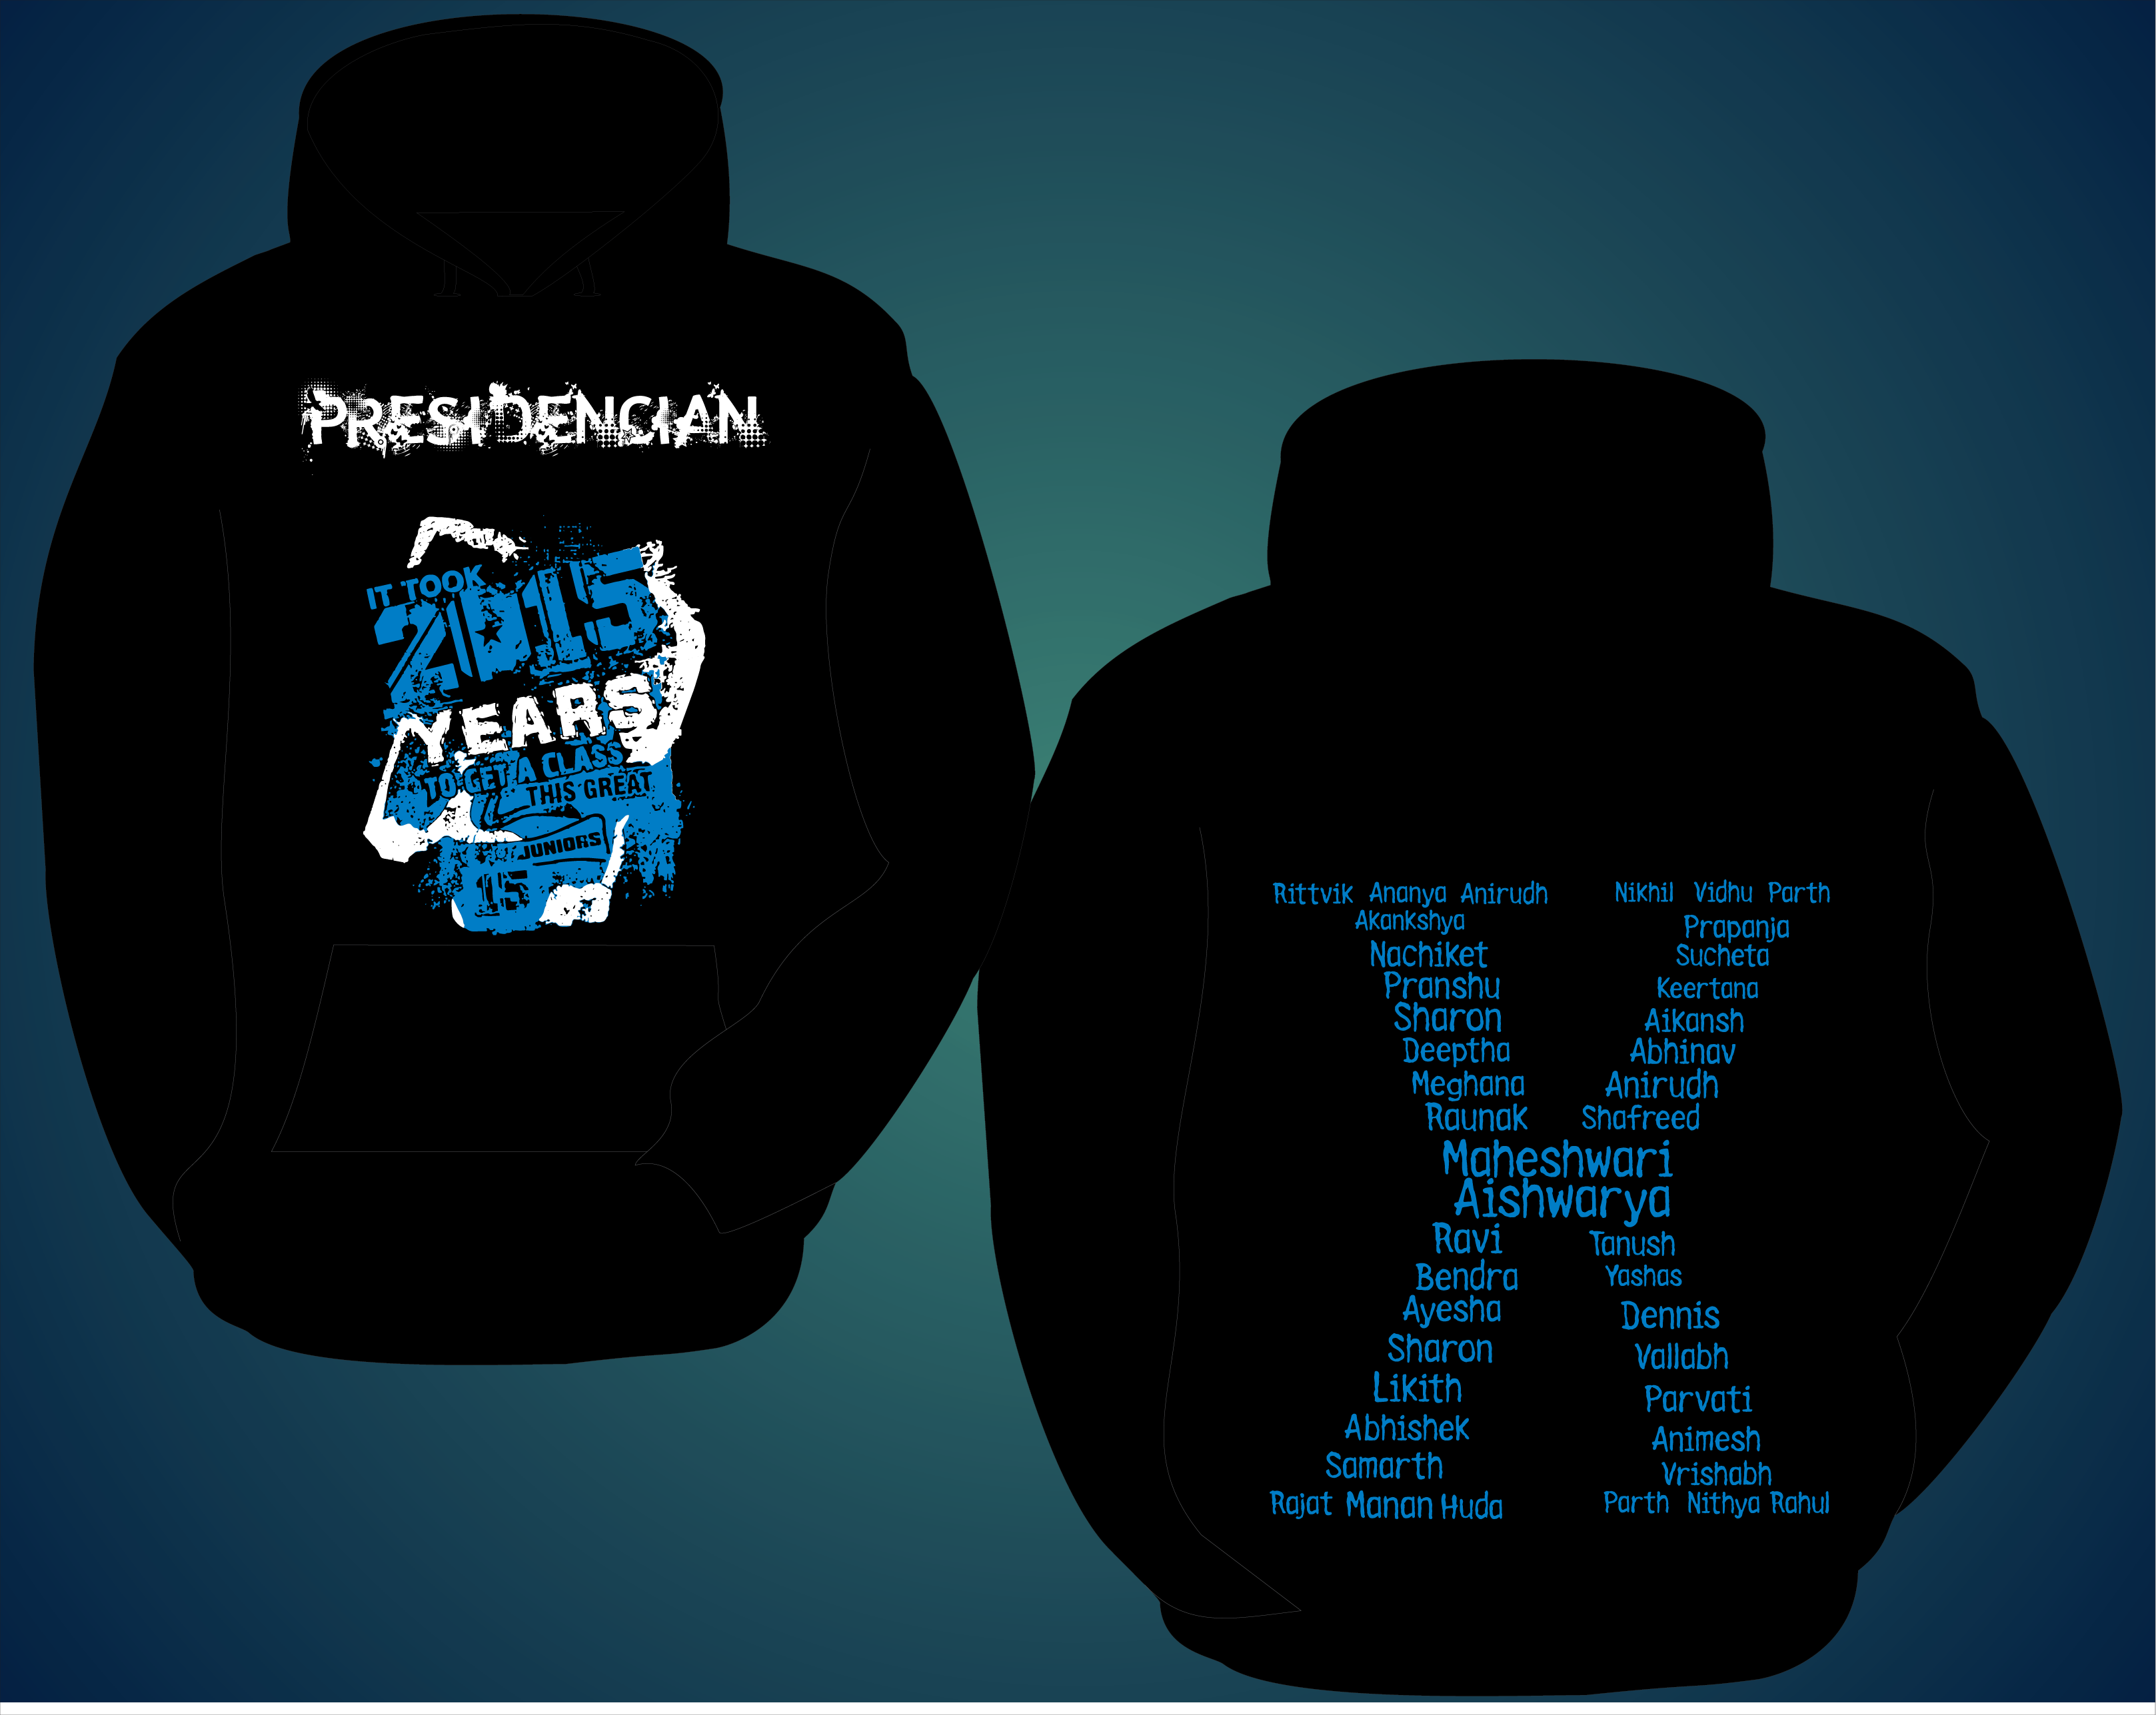 PRESIDENCIAN
IT TOOK
2015
YEARS
TO GET A CLASS
THIS GREAT
JUNIORS
15
Rittvik Ananya Anirudh Nikhil Vidhu Parth
Akankshya Prapanja
Nachiket Sucheta
Pranshu Keertana
Sharon Aikansh
Deeptha Abhinav
Meghana Anirudh
Raunak Shafreed
Maheshwari
Aishwarya
Ravi Tanush
Bendra Yashas
Ayesha Dennis
Sharon Vallabh
Likith Parvati
Abhishek Animesh
Samarth Vrishabh
Rajat Manan Huda Parth Nithya Rahul